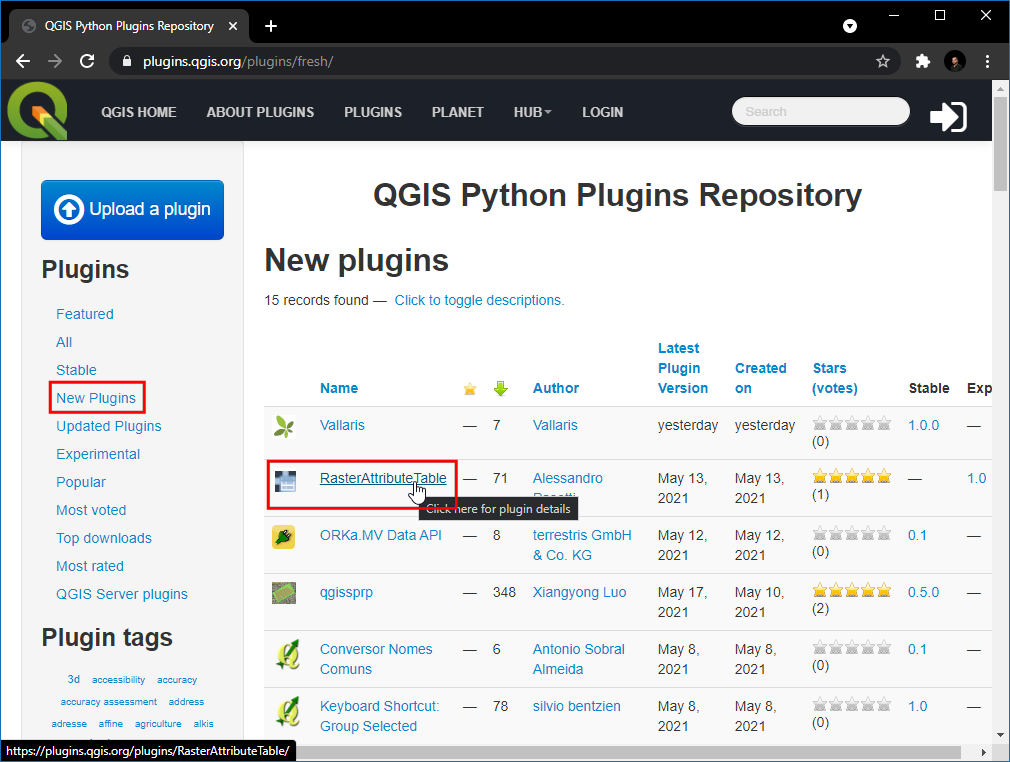 QGIS Python Plugins Repository
plugins.qgis.org/plugins/fresh/
QGIS HOME ABOUT PLUGINS PLUGINS PLANET HUB LOGIN Search
Upload a plugin
Plugins
Featured
All
Stable
New Plugins
Updated Plugins
Experimental
Popular
Most voted
Top downloads
Most rated
QGIS Server plugins
Plugin tags
3d accessibility accuracy
accuracy assessment address
adresse affine agriculture alkis
QGIS Python Plugins Repository
New plugins
15 records found — Click to toggle descriptions.
Latest
Plugin Created Stars
Name Author Version on (votes) Stable Exp
Vallaris — 7 Vallaris yesterday yesterday (0) 1.0.0 —
RasterAttributeTable — 71 Alessandro May 13, May 13, — 1.0
2021 2021 (1)
Click here for plugin details
ORKa.MV Data API — 8 terrestris GmbH May 12, May 12, 0.1 —
& Co. KG 2021 2021 (0)
qgissprp — 348 Xiangyong Luo May 17, May 10, 0.5.0 —
2021 2021 (2)
Conversor Nomes — 6 Antonio Sobral May 8, May 8, 0.1 —
Comuns Almeida 2021 2021 (0)
Keyboard Shortcut: — 78 silvio bentzien May 8, May 8, 1.0 —
Group Selected 2021 2021 (0)
https://plugins.qgis.org/plugins/RasterAttributeTable/